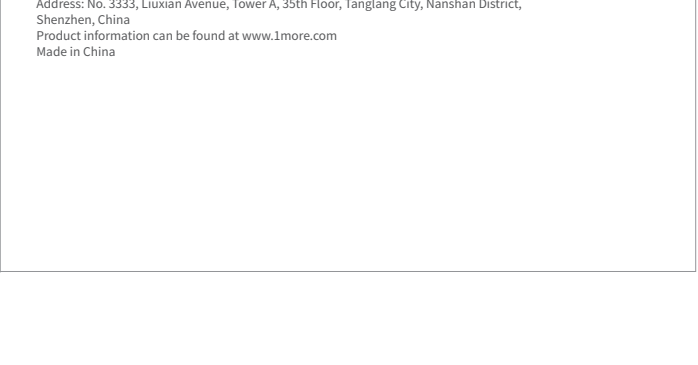 Address: No. 3333, Liuxian Avenue, Tower A, 35th Floor, Tanglang City, Nanshan District,
Shenzhen, China
Product information can be found at www.1more.com
Made in China